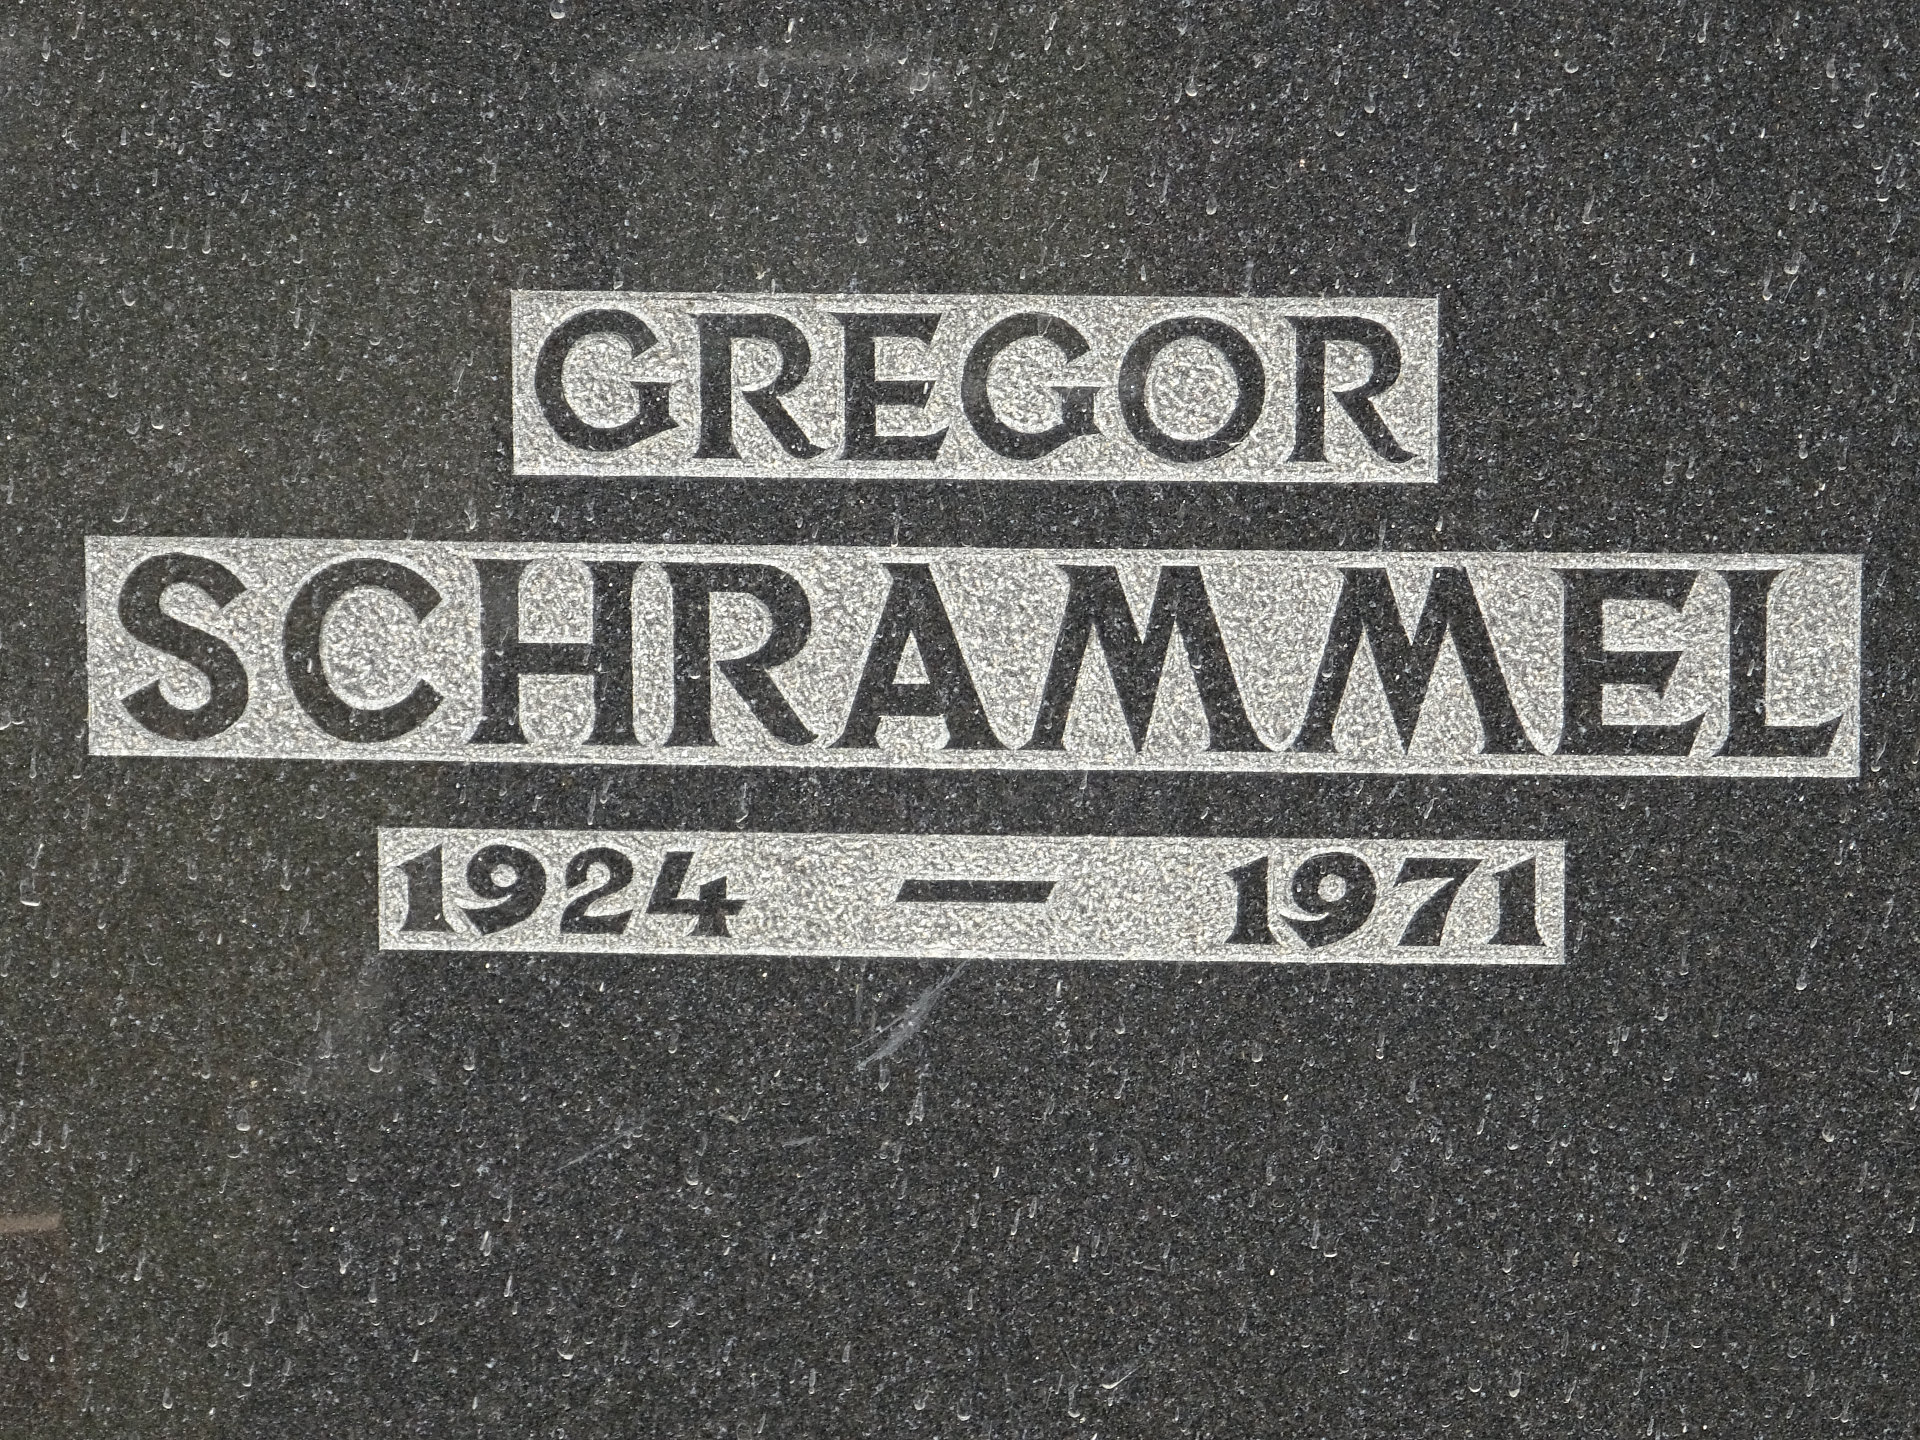 GREGOR
SCHRAMMEL
1924 — 1971